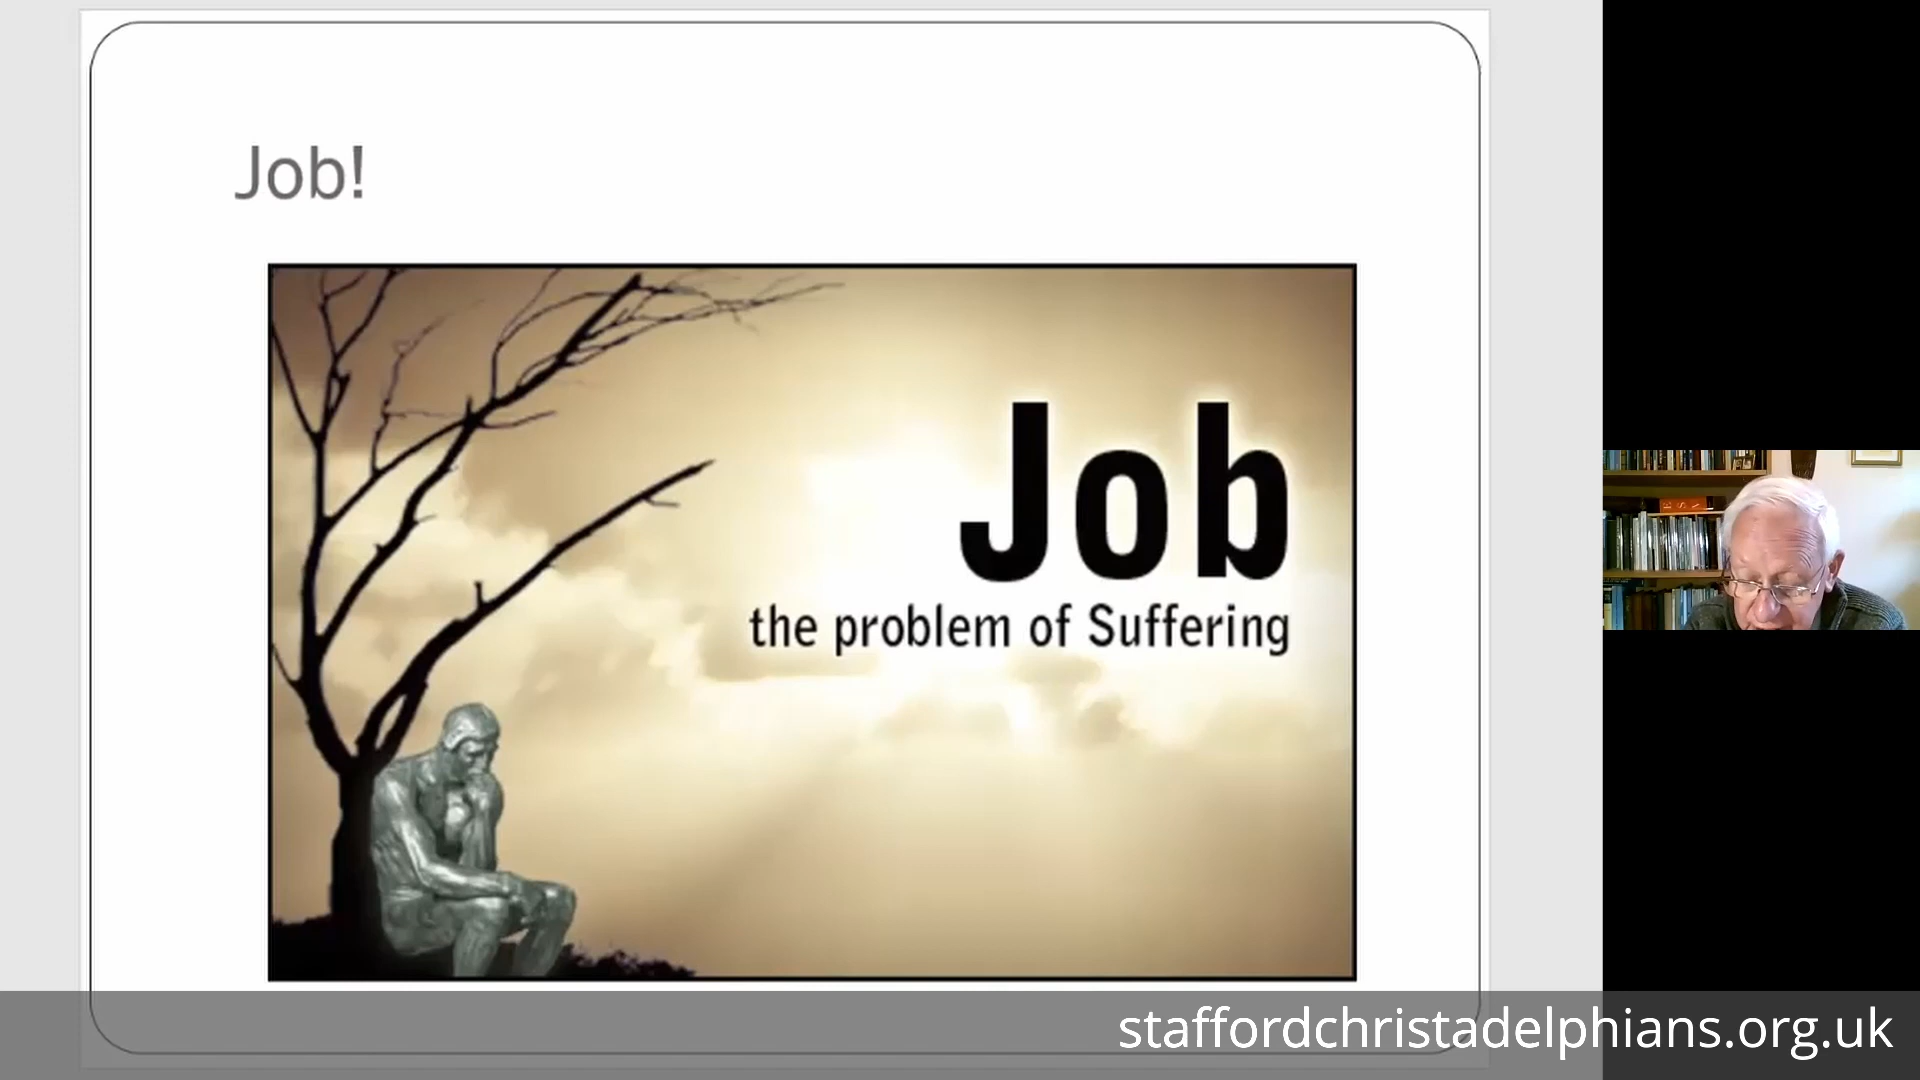 Job!
Job
the problem of Suffering
staffordchristadelphians.org.uk